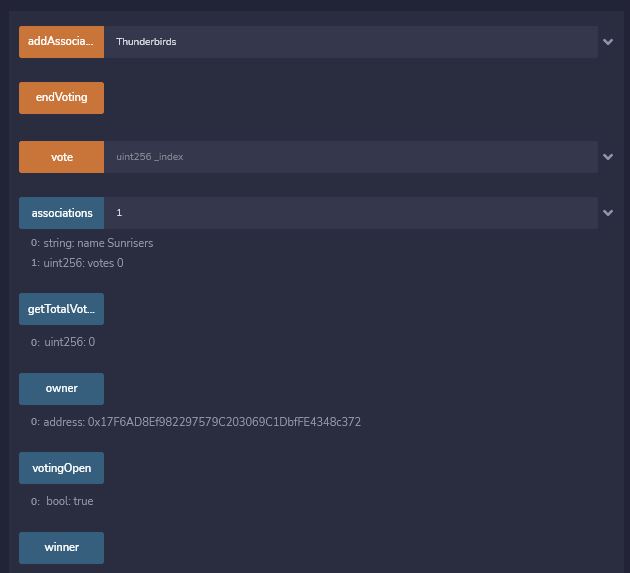 addAssocia... Thunderbirds
endVoting
vote uint256 _index
associations 1
0: string: name Sunrisers
1: uint256: votes 0
getTotalVot...
0: uint256: 0
owner
0: address: 0x17F6AD8Ef982297579C203069C1DbfFE4348c372
votingOpen
0: bool: true
winner